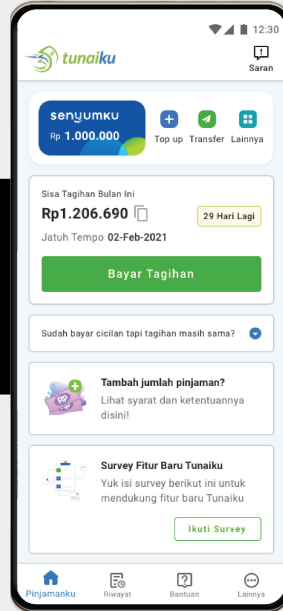 12:30
tunaiku
Saran
senyumku
Rp 1.000.000
Top up Transfer Lainnya
Sisa Tagihan Bulan Ini
Rp1.206.690
29 Hari Lagi
Jatuh Tempo 02-Feb-2021
Bayar Tagihan
Sudah bayar cicilan tapi tagihan masih sama?
RP
Tambah jumlah pinjaman?
Lihat syarat dan ketentuannya
disini!
Survey Fitur Baru Tunaiku
Yuk isi survey berikut ini untuk
mendukung fitur baru Tunaiku
Ikuti Survey
Pinjamanku Riwayat Bantuan Lainnya